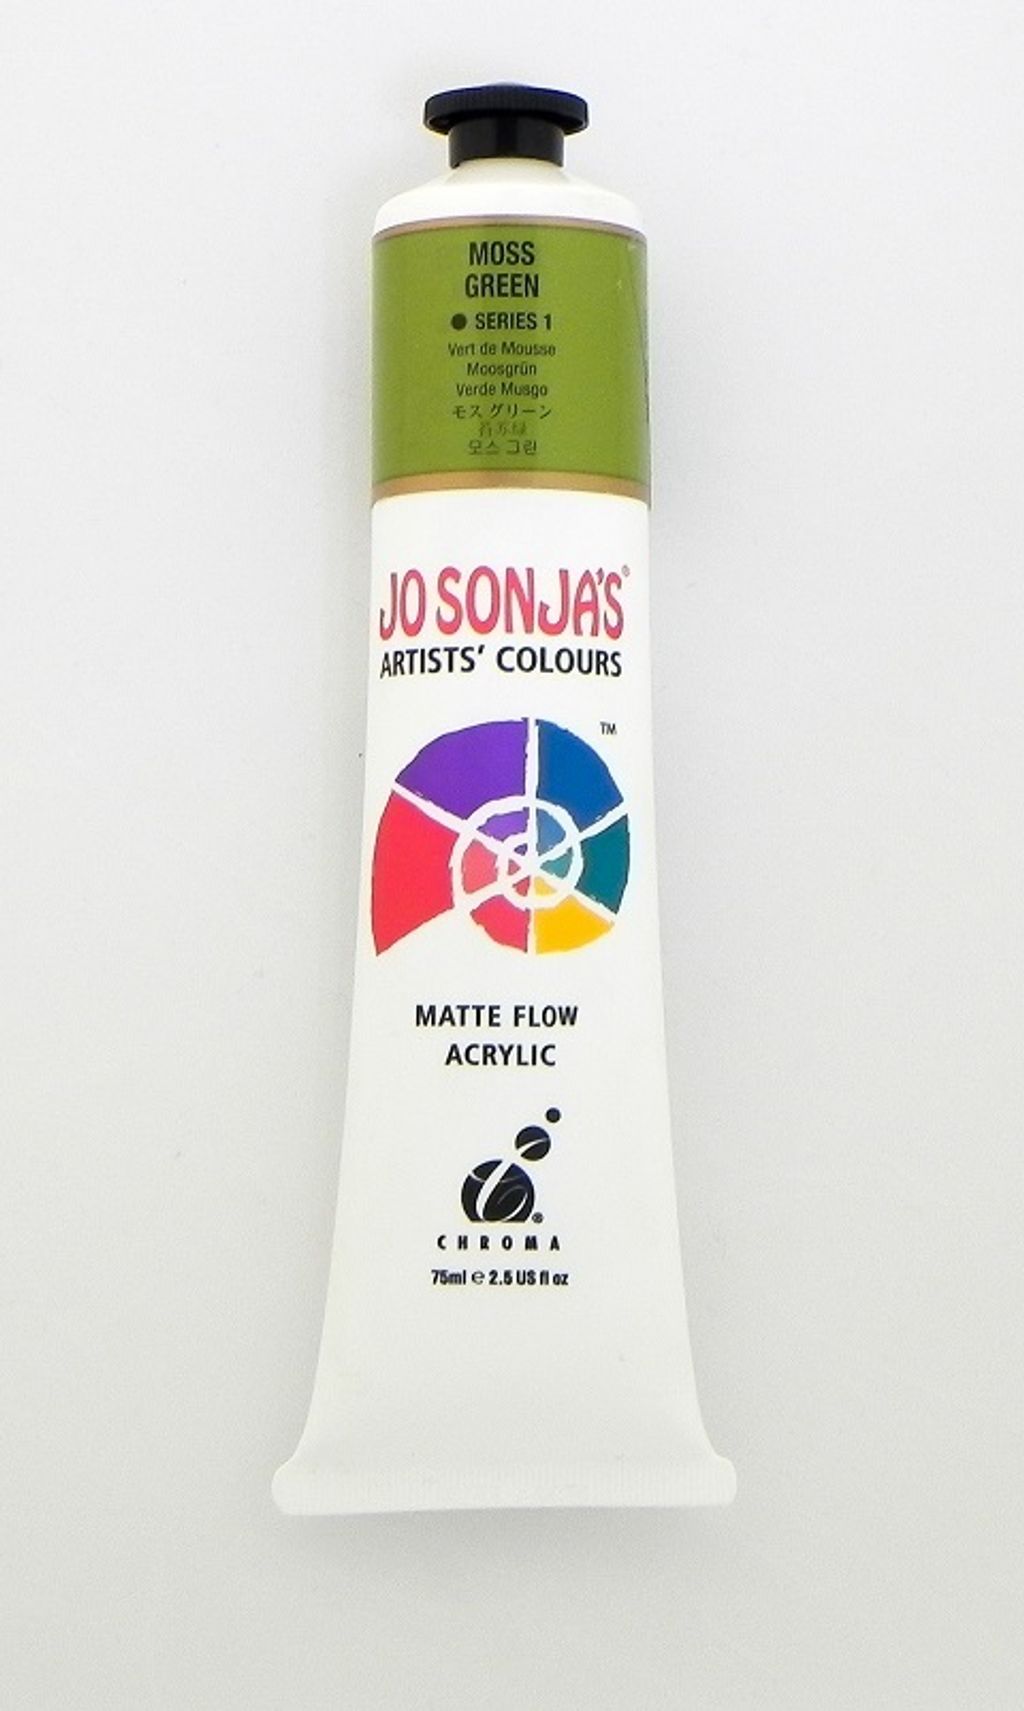 MOSS
GREEN
● SERIES 1
Vert de Mousse
Moosgrün
Verde Musgo
モス グリーン
모스 그린
JO SONJA'S®
ARTISTS' COLOURS
TM
MATTE FLOW
ACRYLIC
®
CHROMA
75ml ℮ 2.5 US fl oz